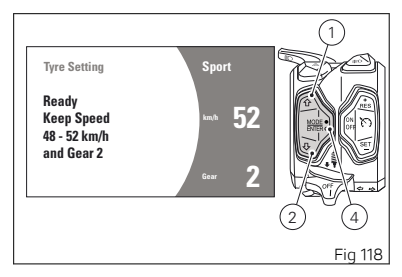 Tyre Setting
Ready
Keep Speed
48 - 52 km/h
and Gear 2
Sport
km/h 52
Gear 2
1
RES
ON
OFF
SET
MODE
ENTER
OFF
2
4
Fig 118